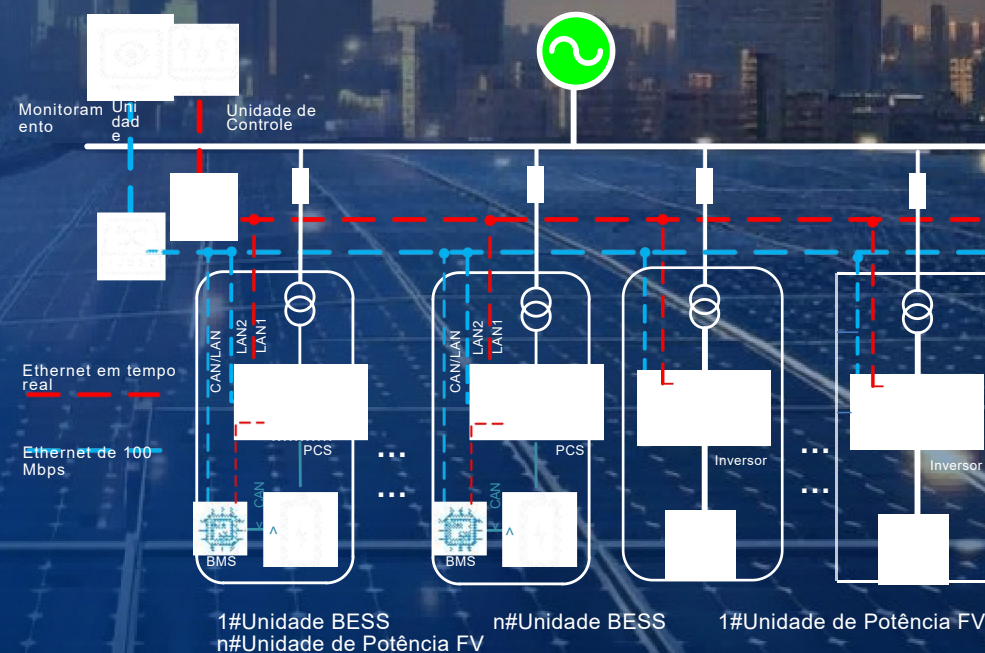 Monitoram
ento
Uni
dad
e
Unidade de
Controle
CAN/LAN
LAN2
LAN1
CAN/LAN
LAN2
LAN1
Ethernet em tempo
real
Ethernet de 100
Mbps
PCS
...
...
PCS
Inversor
...
...
Inversor
CAN
CAN
BMS
BMS
1#Unidade BESS
n#Unidade BESS
1#Unidade de Potência FV
n#Unidade de Potência FV